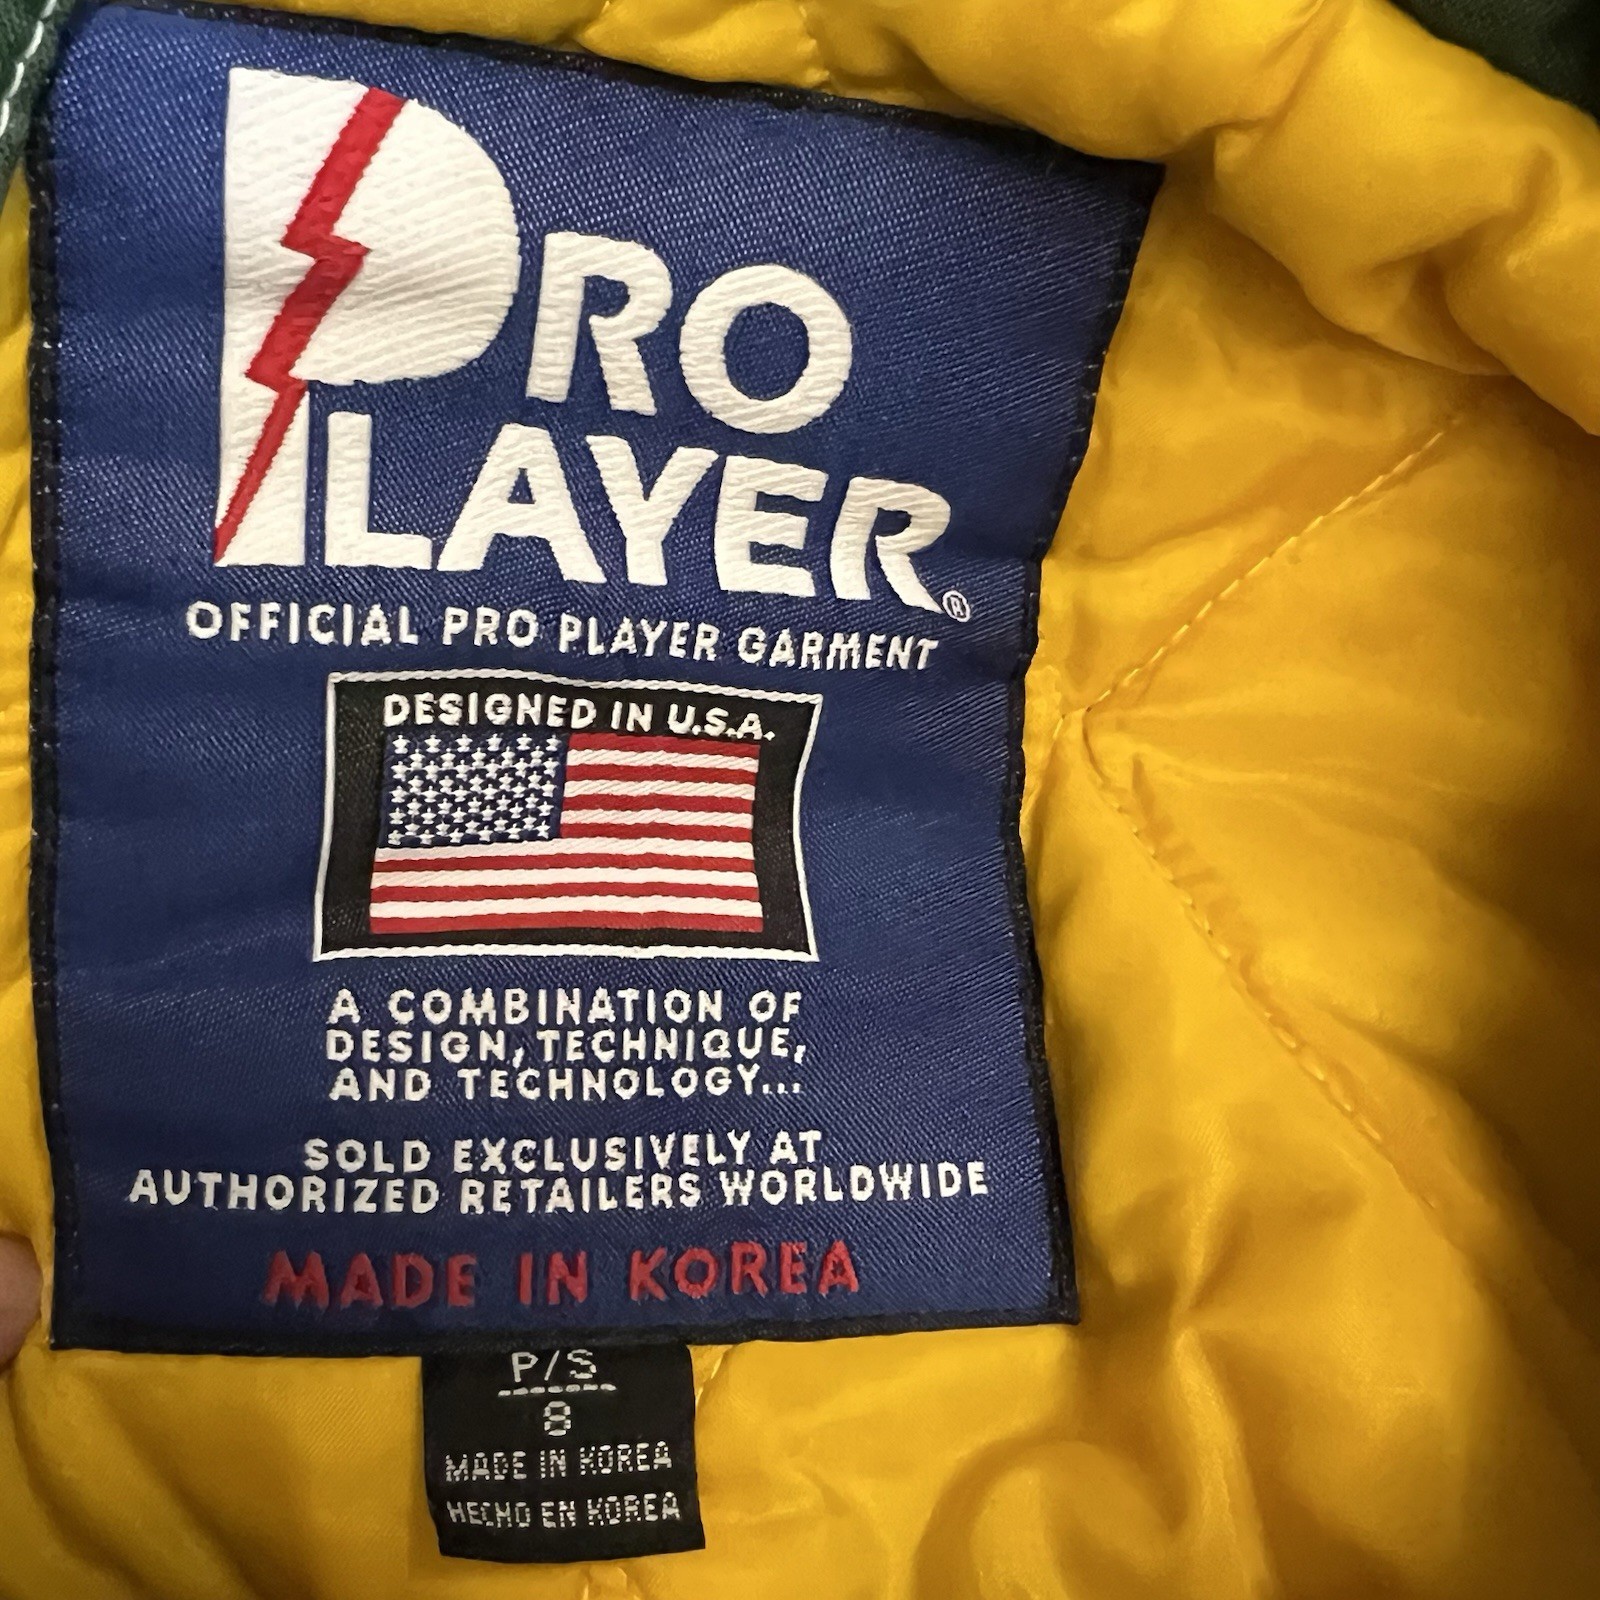 PRO
PLAYER®
OFFICIAL PRO PLAYER GARMENT
DESIGNED IN U.S.A.
A COMBINATION OF
DESIGN, TECHNIQUE,
AND TECHNOLOGY...
SOLD EXCLUSIVELY AT
AUTHORIZED RETAILERS WORLDWIDE
MADE IN KOREA
P/S
8
MADE IN KOREA
HECHO EN KOREA